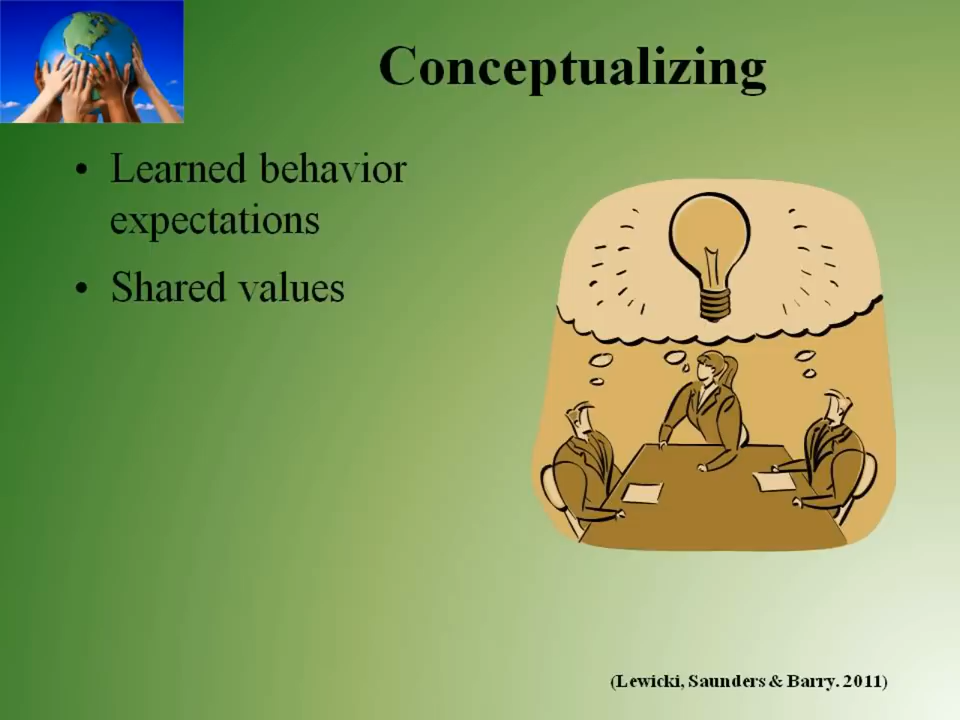 Conceptualizing
• Learned behavior
expectations
• Shared values
(Lewicki, Saunders & Barry. 2011)